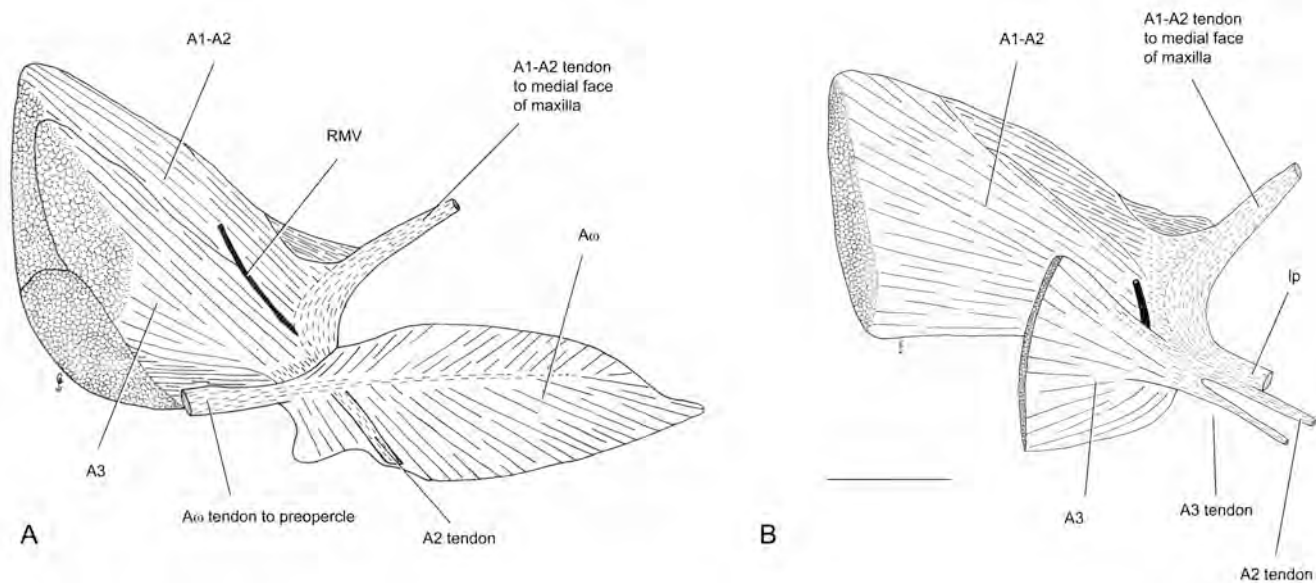 A1-A2
A1-A2 tendon
to medial face
of maxilla
RMV
Aω
A3
Aω tendon to preopercle
A2 tendon
A
A1-A2
A1-A2 tendon
to medial face
of maxilla
lp
A3
A3 tendon
A2 tendon
B